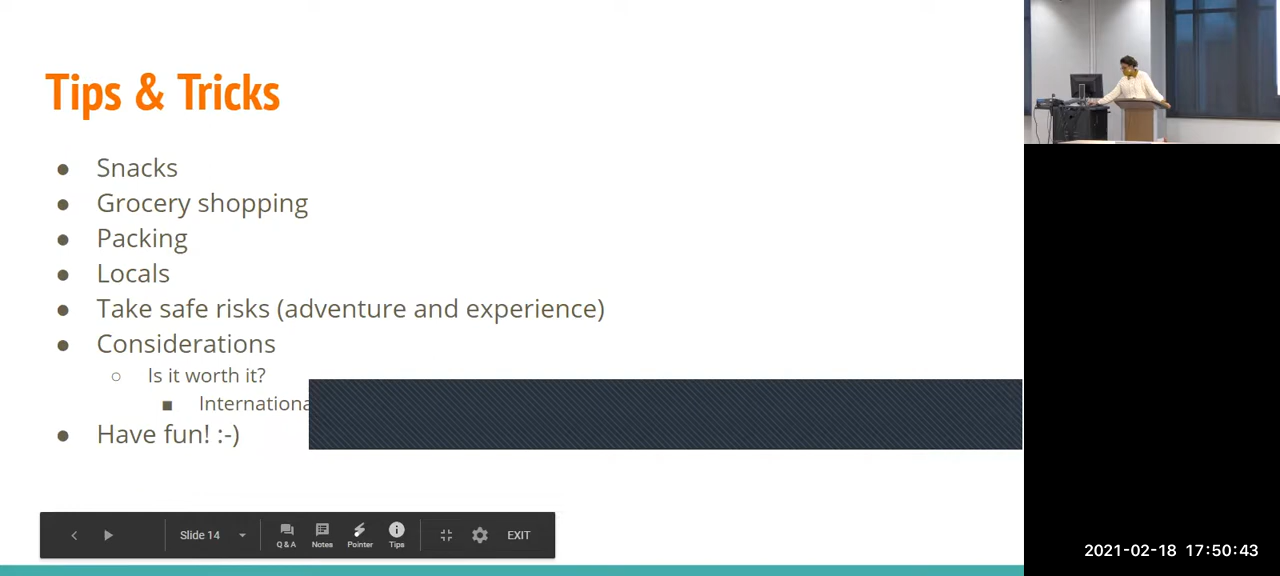 Tips & Tricks
● Snacks
● Grocery shopping
● Packing
● Locals
● Take safe risks (adventure and experience)
● Considerations
○ Is it worth it?
■
● Have fun! :-)
Slide 14
Q & A
Notes
Pointer
Tips
EXIT
2021-02-18 17:50:43